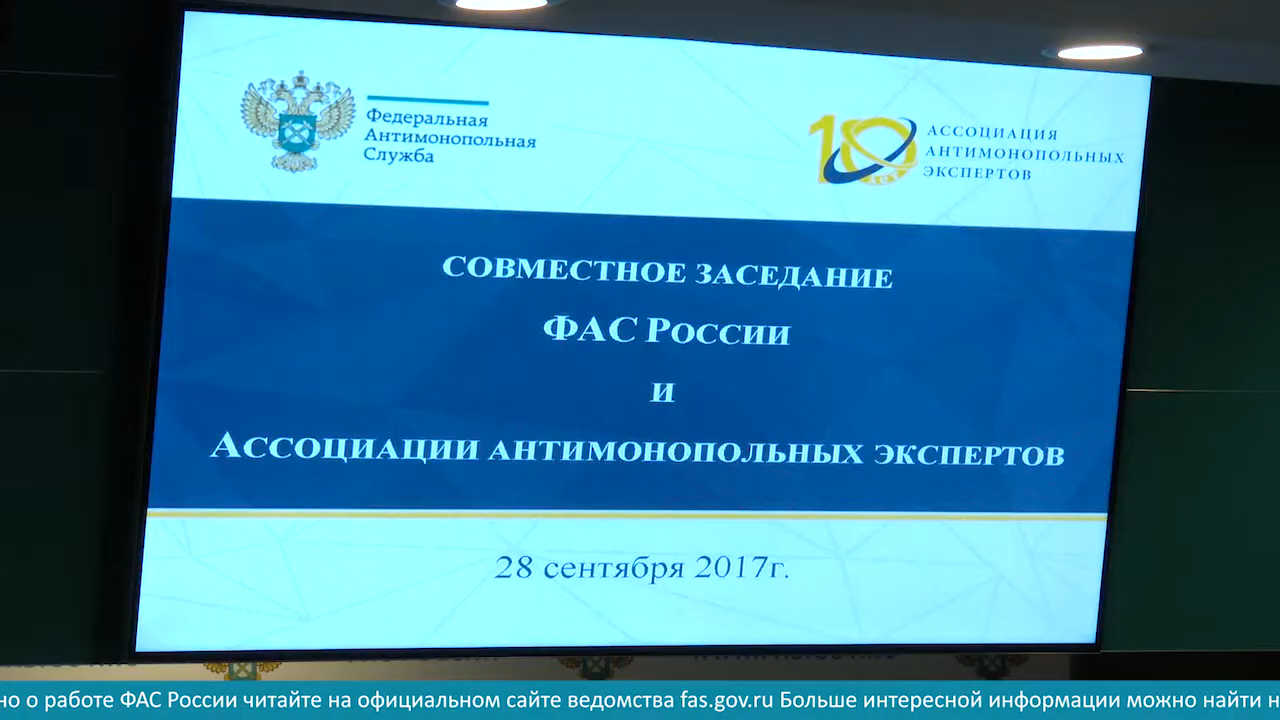 Федеральная
Антимонопольная
Служба
10
ЛЕТ
АССОЦИАЦИЯ
АНТИМОНОПОЛЬНЫХ
ЭКСПЕРТОВ
СОВМЕСТНОЕ ЗАСЕДАНИЕ
ФАС РОССИИ
И
АССОЦИАЦИИ АНТИМОНОПОЛЬНЫХ ЭКСПЕРТОВ
28 сентября 2017г.
но о работе ФАС России читайте на официальном сайте ведомства fas.gov.ru Больше интересной информации можно найти н